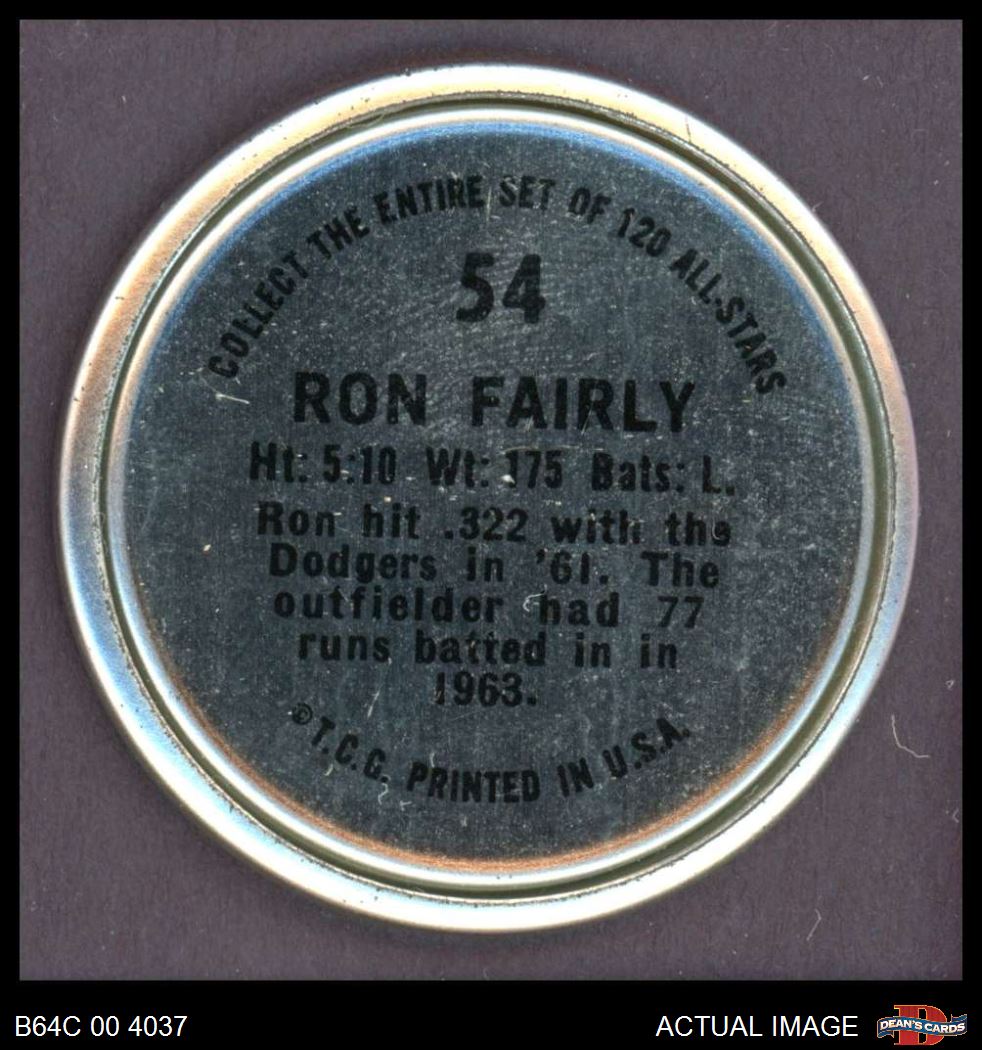 COLLECT THE ENTIRE SET OF 120 ALL-STARS
54
RON FAIRLY
Ht: 5:10 Wt: 175 Bats: L.
Ron hit .322 with the
Dodgers in '61. The
outfielder had 77
runs batted in in
1963.
© T.C.G. PRINTED IN U.S.A.
B64C 00 4037
ACTUAL IMAGE
DEAN'S CARDS